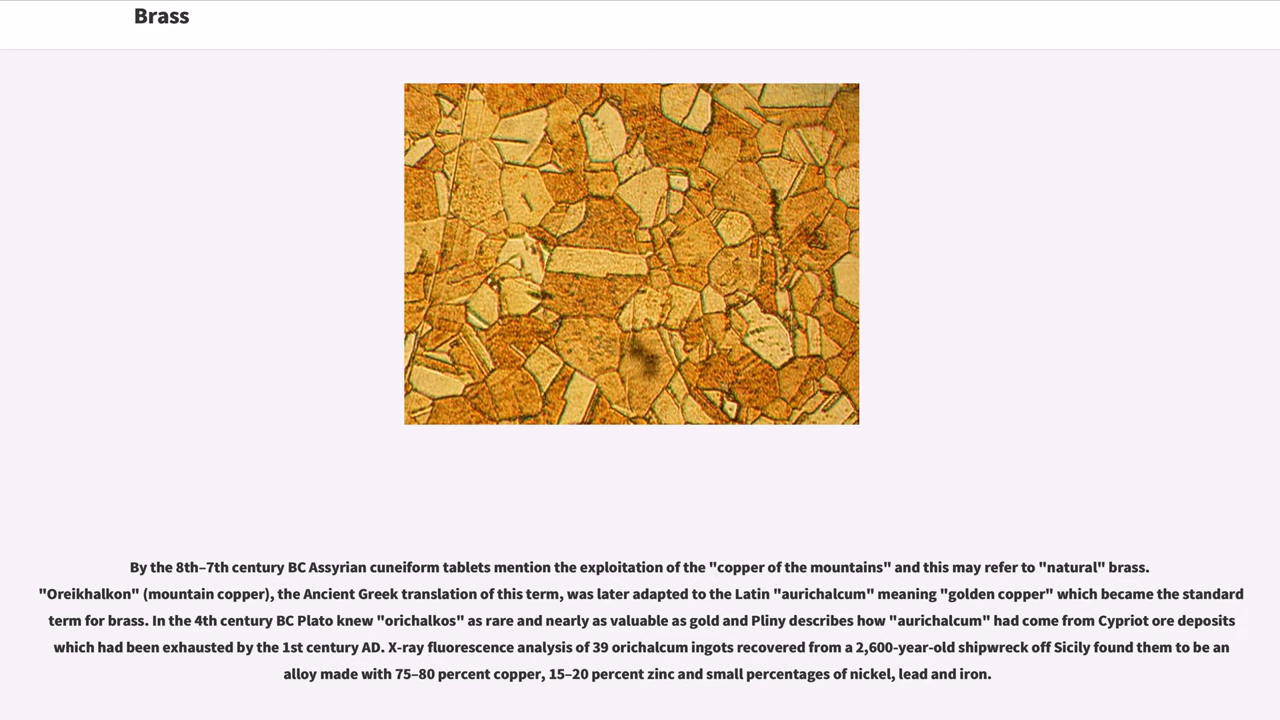 Brass
By the 8th–7th century BC Assyrian cuneiform tablets mention the exploitation of the "copper of the mountains" and this may refer to "natural" brass.
"Oreikhalkon" (mountain copper), the Ancient Greek translation of this term, was later adapted to the Latin "aurichalcum" meaning "golden copper" which became the standard
term for brass. In the 4th century BC Plato knew "orichalkos" as rare and nearly as valuable as gold and Pliny describes how "aurichalcum" had come from Cypriot ore deposits
which had been exhausted by the 1st century AD. X-ray fluorescence analysis of 39 orichalcum ingots recovered from a 2,600-year-old shipwreck off Sicily found them to be an
alloy made with 75–80 percent copper, 15–20 percent zinc and small percentages of nickel, lead and iron.